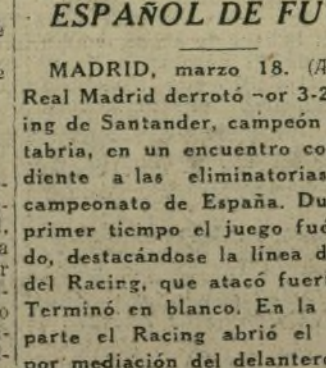 ESPAÑOL DE FU
MADRID, marzo 18. (A
Real Madrid derrotó ¬or 3-2
ing de Santander, campeón
tabria, en un encuentro co
diente a las eliminatorias
campeonato de España. Du
primer tiempo el juego fué
do, destacándose la línea d
del Racing, que atacó fuer
Terminó en blanco. En la
parte el Racing abrió el
por mediación del delanter